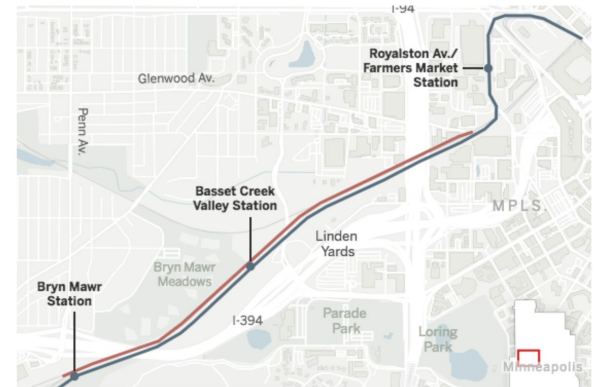 I-94
Royalston Av./
Farmers Market
Station
Glenwood Av.
Penn Av.
Basset Creek
Valley Station
MPLS.
Linden
Yards
Bryn Mawr
Meadows
Bryn Mawr
Station
I-394
Parade
Park
Loring
Park
Minneapolis